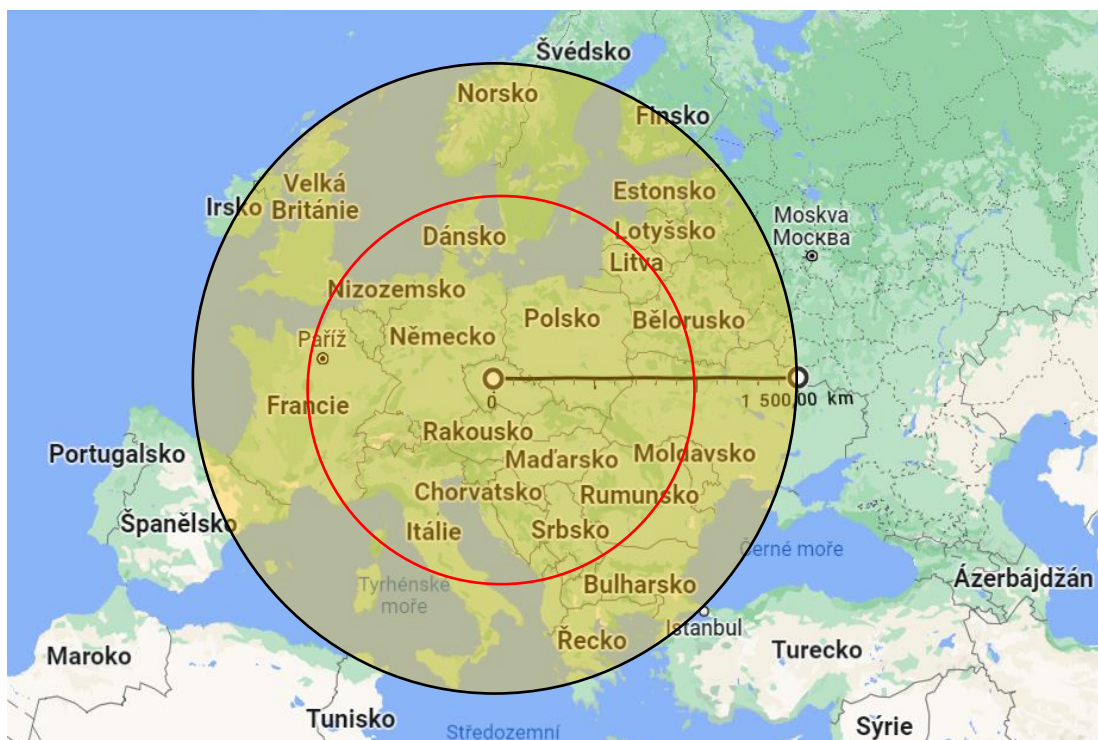 Švédsko
Norsko
Finsko
Velká
Británie
Irsko
Estonsko
Moskva
Москва
Dánsko
Lotyšsko
Litva
Nizozemsko
Polsko
Bělorusko
Německo
Paříž
0
1 500,00 km
Francie
Rakousko
Maďarsko
Moldavsko
Portugalsko
Chorvatsko
Rumunsko
Španělsko
Itálie
Srbsko
Černé moře
Tyrhénské
moře
Bulharsko
Ázerbájdžán
Istanbul
Řecko
Turecko
Maroko
Tunisko
Středozemní
Sýrie